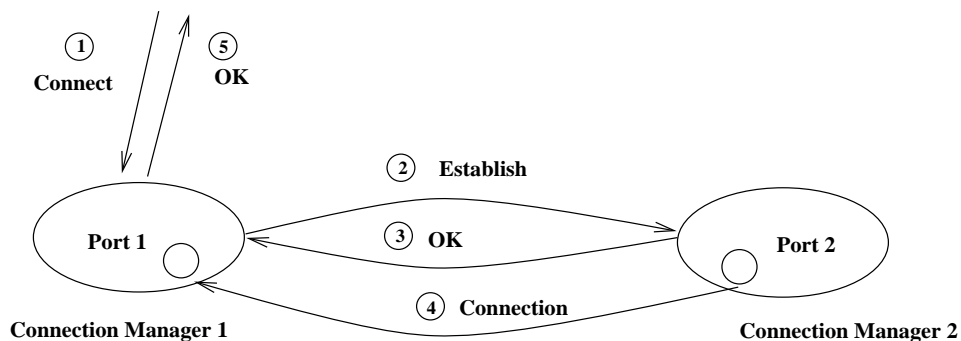 1
Connect
5
OK
2 Establish
3 OK
Port 1
Port 2
4 Connection
Connection Manager 1
Connection Manager 2